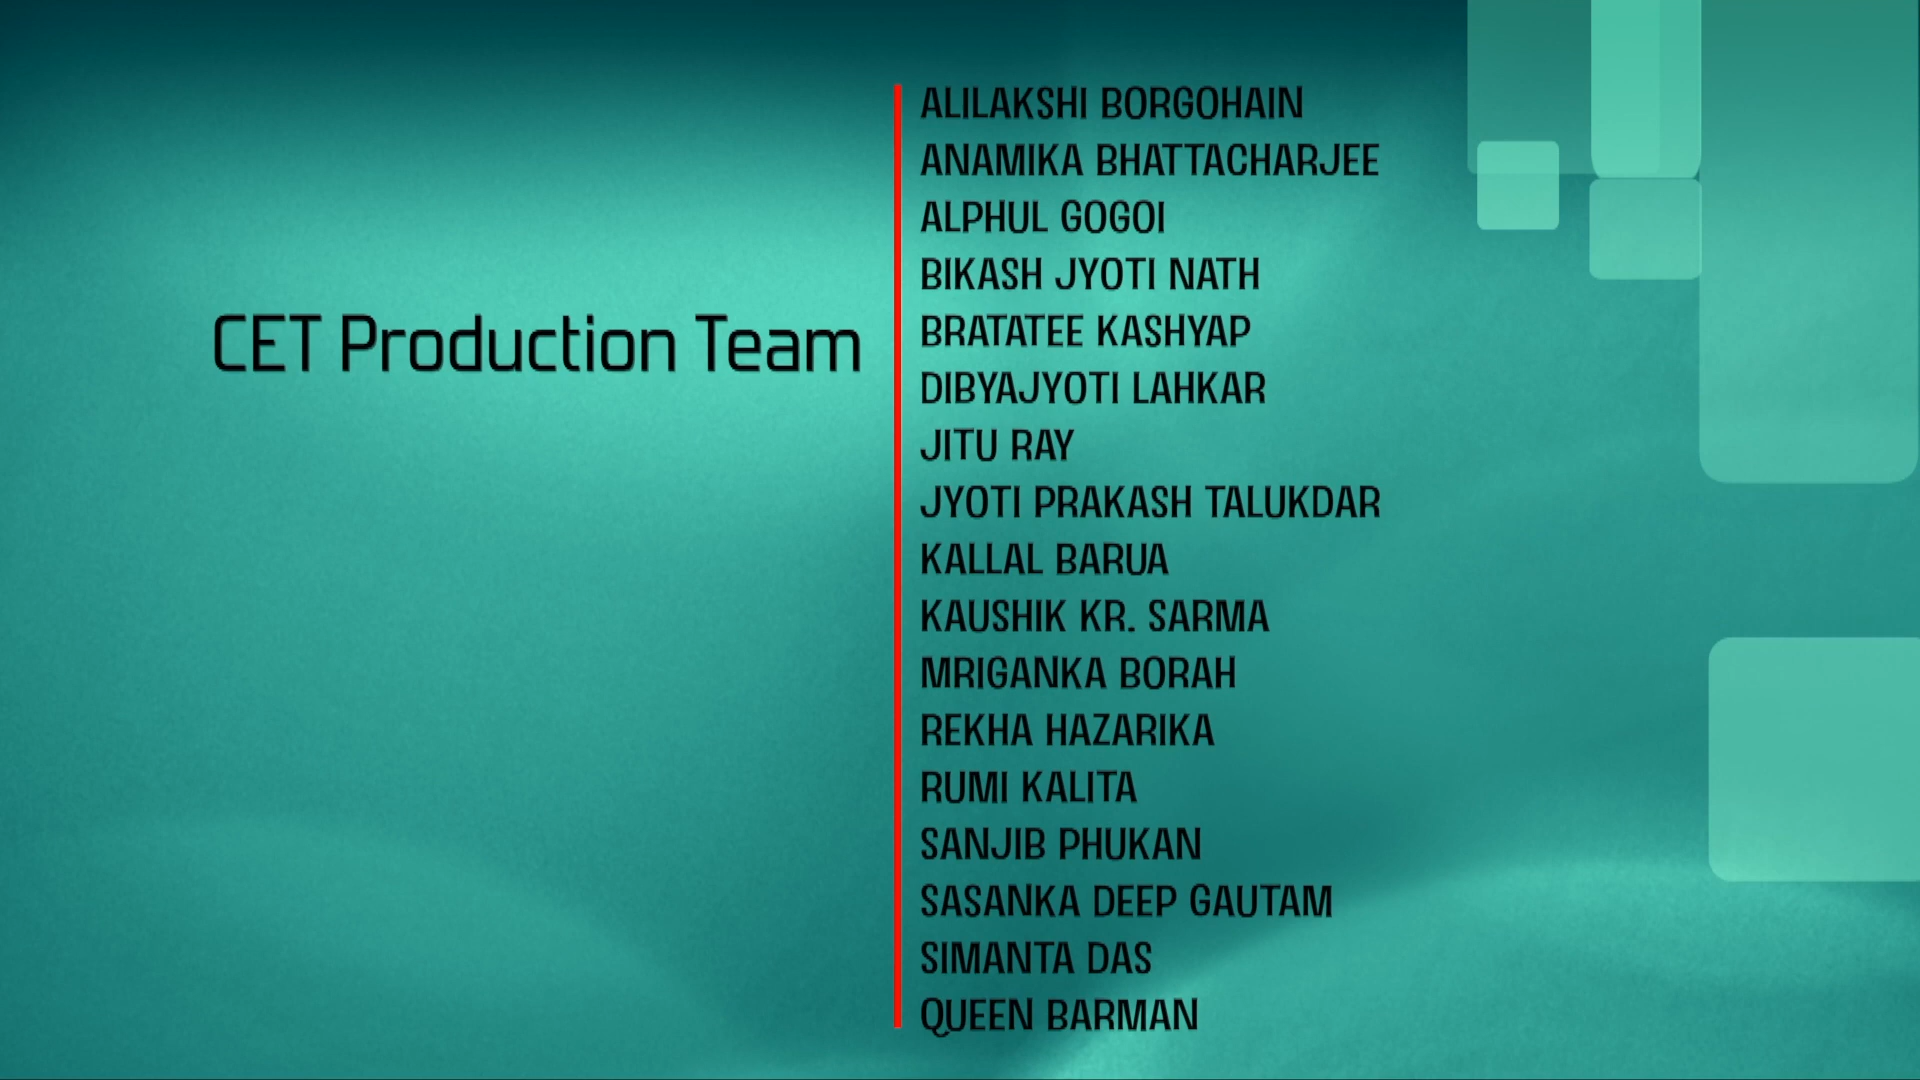 CET Production Team
ALILAKSHI BORGOHAIN
ANAMIKA BHATTACHARJEE
ALPHUL GOGOI
BIKASH JYOTI NATH
BRATATEE KASHYAP
DIBYAJYOTI LAHKAR
JITU RAY
JYOTI PRAKASH TALUKDAR
KALLAL BARUA
KAUSHIK KR. SARMA
MRIGANKA BORAH
REKHA HAZARIKA
RUMI KALITA
SANJIB PHUKAN
SASANKA DEEP GAUTAM
SIMANTA DAS
QUEEN BARMAN